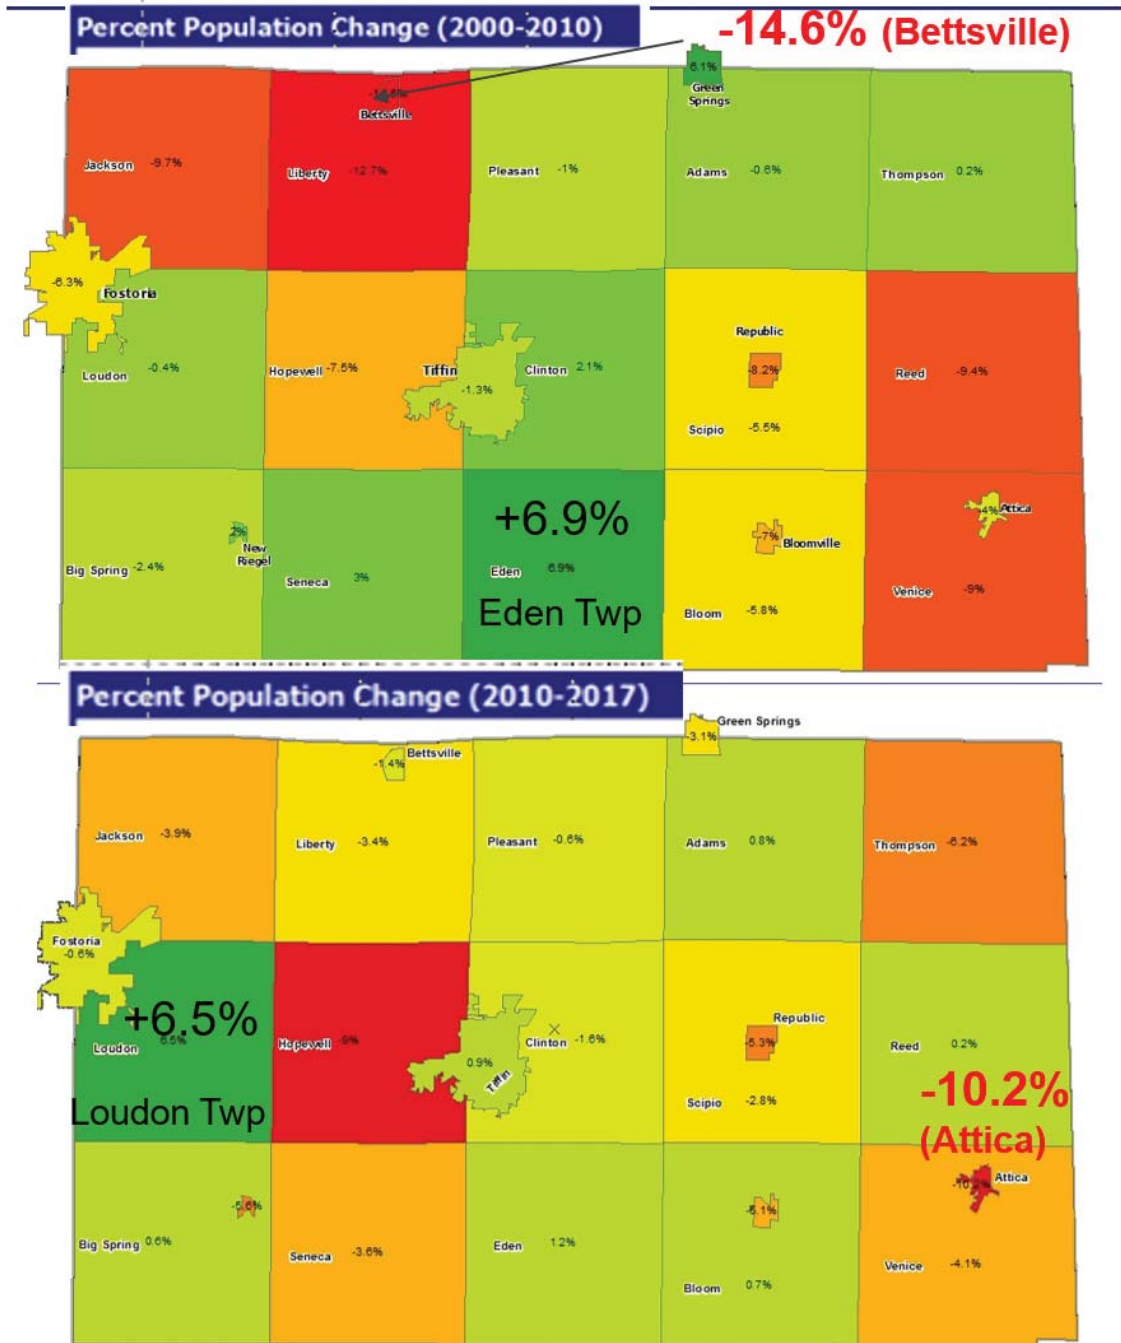 Percent Population Change (2000-2010)
-14.6% (Bettsville)
6.1%
Green
Springs
Bettsville
Jackson -9.7%
Liberty -12.7%
Pleasant -1%
Adams -0.6%
Thompson 0.2%
-6.3%
Fostoria
Republic
Loudon -0.4%
Hopewell -7.5%
Tiffin
-1.3%
Clinton 2.1%
-8.2%
Reed -9.4%
Scipio -5.5%
+6.9%
-4% Attica
2%
New
Riegel
-7% Bloomville
Big Spring -2.4%
Seneca 3%
Eden 6.9%
Eden Twp
Bloom -5.8%
Venice -9%
Percent Population Change (2010-2017)
Green Springs
-3.1%
Bettsville
-1.4%
Jackson -3.9%
Liberty -3.4%
Pleasant -0.6%
Adams 0.8%
Thompson -6.2%
Fostoria
-0.6%
+6.5%
Republic
Loudon 6.5%
Hopewell -9%
0.9%
Tiffin
Clinton -1.6%
-5.3%
Reed 0.2%
Loudon Twp
Scipio -2.8%
-10.2%
(Attica)
-10.2% Attica
Big Spring 0.6%
Seneca -3.6%
Eden 1.2%
Bloom 0.7%
Venice -4.1%